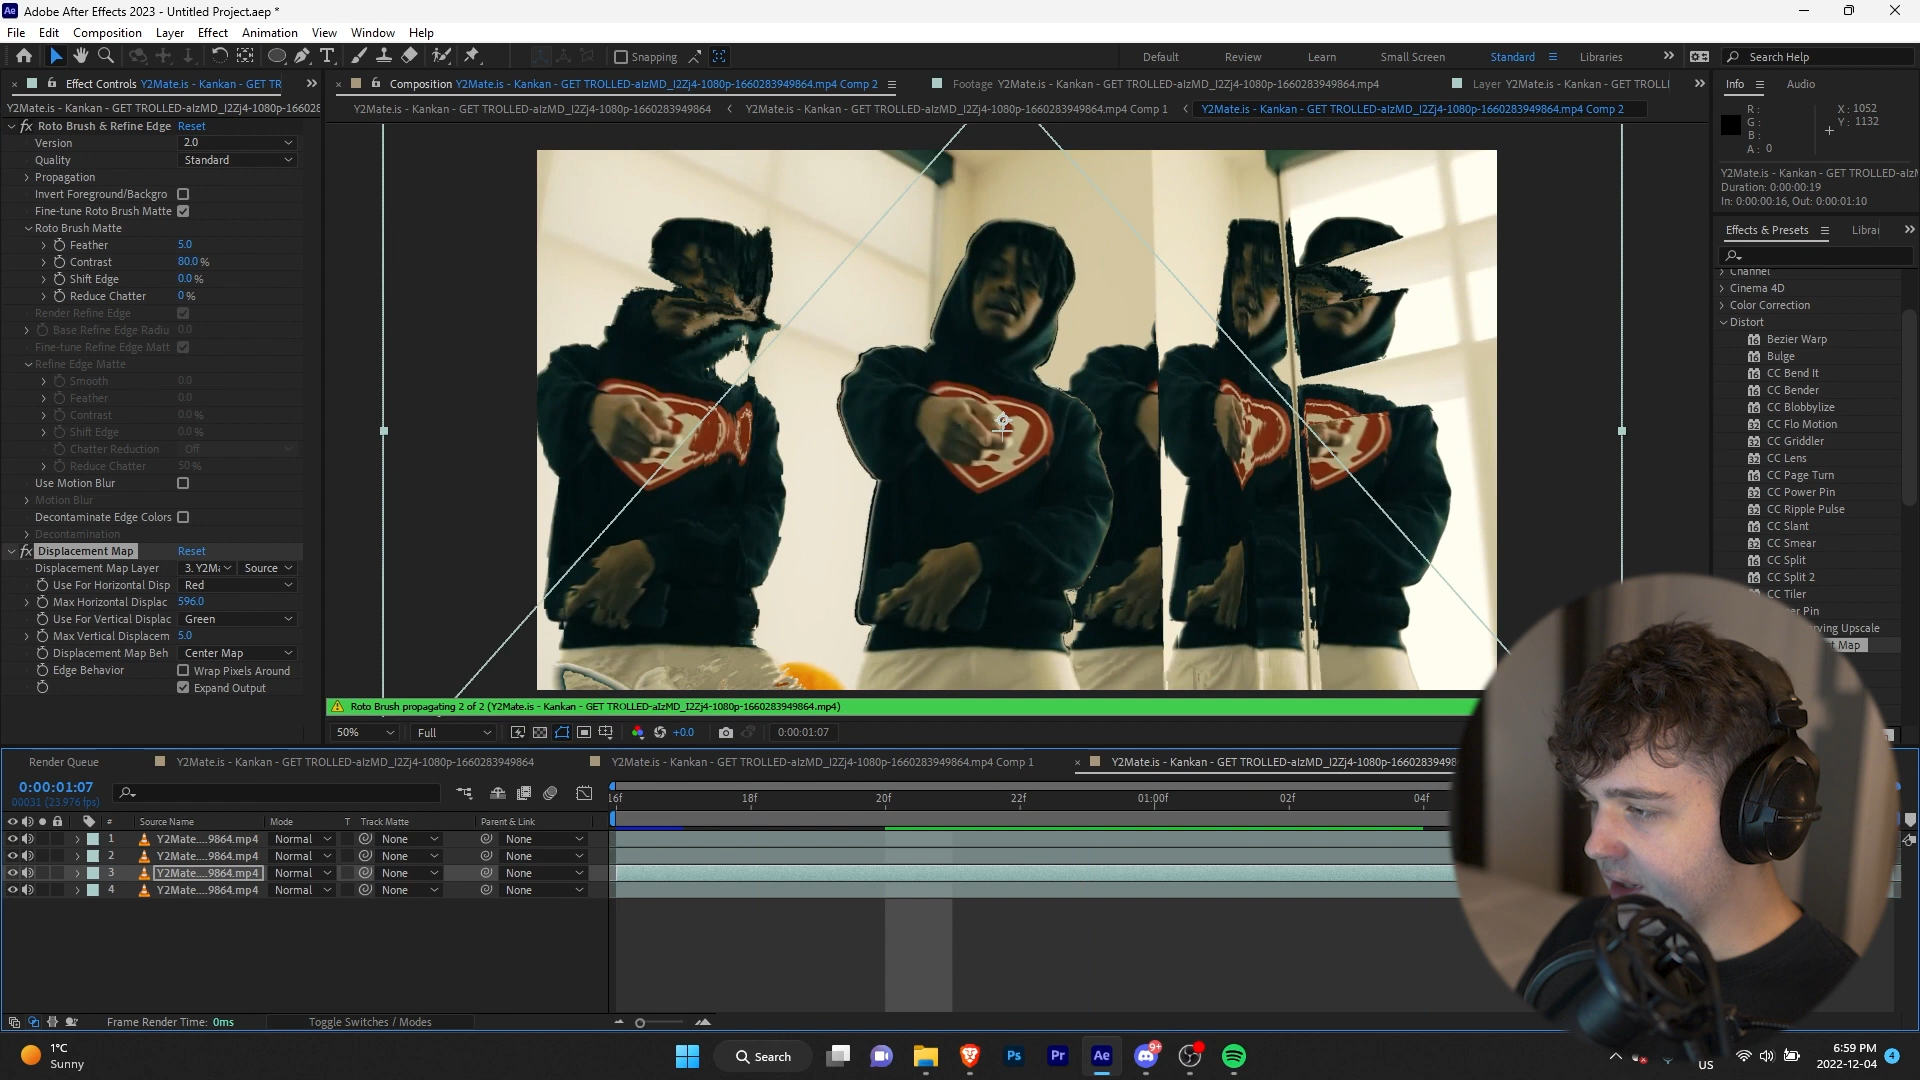 Adobe After Effects 2023 - Untitled Project.aep *
File Edit Composition Layer Effect Animation View Window Help
Snapping
Default Review Learn Small Screen Standard Libraries Search Help
Effect Controls Y2Mate.is - Kankan - GET TR
Composition Y2Mate.is - Kankan - GET TROLLED-aIzMD_I2Zj4-1080p-1660283949864.mp4 Comp 2
Footage Y2Mate.is - Kankan - GET TROLLED-aIzMD_I2Zj4-1080p-1660283949864.mp4
Layer Y2Mate.is - Kankan - GET TROLLI
Info Audio
Y2Mate.is - Kankan - GET TROLLED-aIzMD_I2Zj4-1080p-166028
Y2Mate.is - Kankan - GET TROLLED-aIzMD_I2Zj4-1080p-1660283949864
Y2Mate.is - Kankan - GET TROLLED-aIzMD_I2Zj4-1080p-1660283949864.mp4 Comp 1
Y2Mate.is - Kankan - GET TROLLED-aIzMD_I2Zj4-1080p-1660283949864.mp4 Comp 2
R :
G :
B :
A : 0
X : 1052
Y : 1132
Y2Mate.is - Kankan - GET TROLLED-aIzM
Duration: 0:00:00:19
In: 0:00:00:16, Out: 0:00:01:10
fx Roto Brush & Refine Edge Reset
Version 2.0
Quality Standard
Propagation
Invert Foreground/Backgro
Fine-tune Roto Brush Matte
Roto Brush Matte
Feather 5.0
Contrast 80.0 %
Shift Edge 0.0 %
Reduce Chatter 0 %
Render Refine Edge
Base Refine Edge Radiu 0.0
Fine-tune Refine Edge Matt
Refine Edge Matte
Smooth 0.0
Feather 0.0
Contrast 0.0 %
Shift Edge 0.0 %
Chatter Reduction Off
Reduce Chatter 50 %
Use Motion Blur
Motion Blur
Decontaminate Edge Colors
Decontamination
fx Displacement Map Reset
Displacement Map Layer 3. Y2M Source
Use For Horizontal Disp Red
Max Horizontal Displac 596.0
Use For Vertical Displac Green
Max Vertical Displacem 5.0
Displacement Map Beh Center Map
Edge Behavior Wrap Pixels Around
Expand Output
Effects & Presets Librai
Channel
Cinema 4D
Color Correction
Distort
Bezier Warp
Bulge
CC Bend It
CC Bender
CC Blobbylize
CC Flo Motion
CC Griddler
CC Lens
CC Page Turn
CC Power Pin
CC Ripple Pulse
CC Slant
CC Smear
CC Split
CC Split 2
CC Tiler
er Pin
rving Upscale
t Map
Roto Brush propagating 2 of 2 (Y2Mate.is - Kankan - GET TROLLED-aIzMD_I2Zj4-1080p-1660283949864.mp4)
50% Full +0.0 0:00:01:07
Render Queue
Y2Mate.is - Kankan - GET TROLLED-aIzMD_I2Zj4-1080p-1660283949864
Y2Mate.is - Kankan - GET TROLLED-aIzMD_I2Zj4-1080p-1660283949864.mp4 Comp 1
Y2Mate.is - Kankan - GET TROLLED-aIzMD_I2Zj4-1080p-16602839498
0:00:01:07
00031 (23.976 fps)
16f 18f 20f 22f 01:00f 02f 04f
# Source Name Mode T Track Matte Parent & Link
1 Y2Mate....9864.mp4 Normal None None
2 Y2Mate....9864.mp4 Normal None None
3 Y2Mate....9864.mp4 Normal None None
4 Y2Mate....9864.mp4 Normal None None
Frame Render Time: 0ms Toggle Switches / Modes
1°C
Sunny
Search
Ps Pr Ae 9+
US
6:59 PM
2022-12-04
4